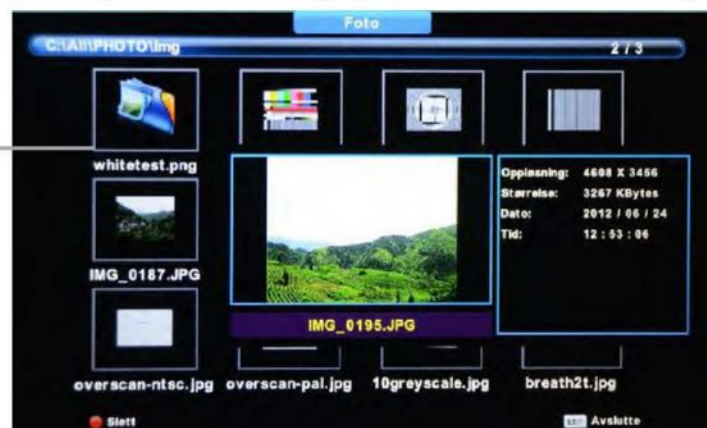 Foto
C:\All\PHOTO\img 2 / 3
whitetest.png
Oppløsning: 4608 X 3456
Størrelse: 3267 KBytes
Dato: 2012 / 06 / 24
Tid: 12 : 53 : 06
IMG_0187.JPG
IMG_0195.JPG
overscan-ntsc.jpg overscan-pal.jpg 10greyscale.jpg breath2t.jpg
Slett EXIT Avslutte